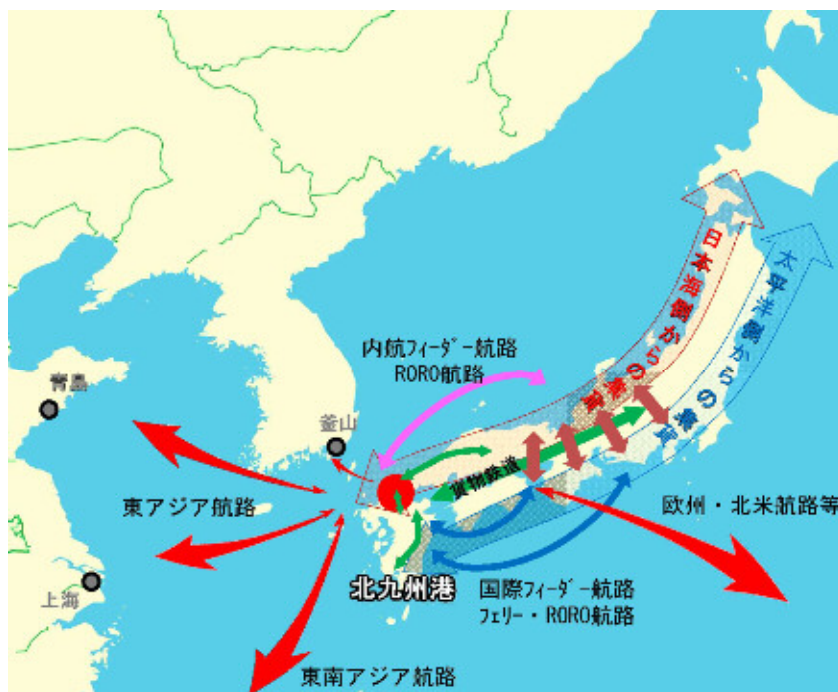 日本海側からの集荷
太平洋側からの集荷
内航フィーダー航路
RORO航路
青島
釜山
貨物鉄道
東アジア航路
欧州・北米航路等
北九州港
上海
国際フィーダー航路
フェリー・RORO航路
東南アジア航路